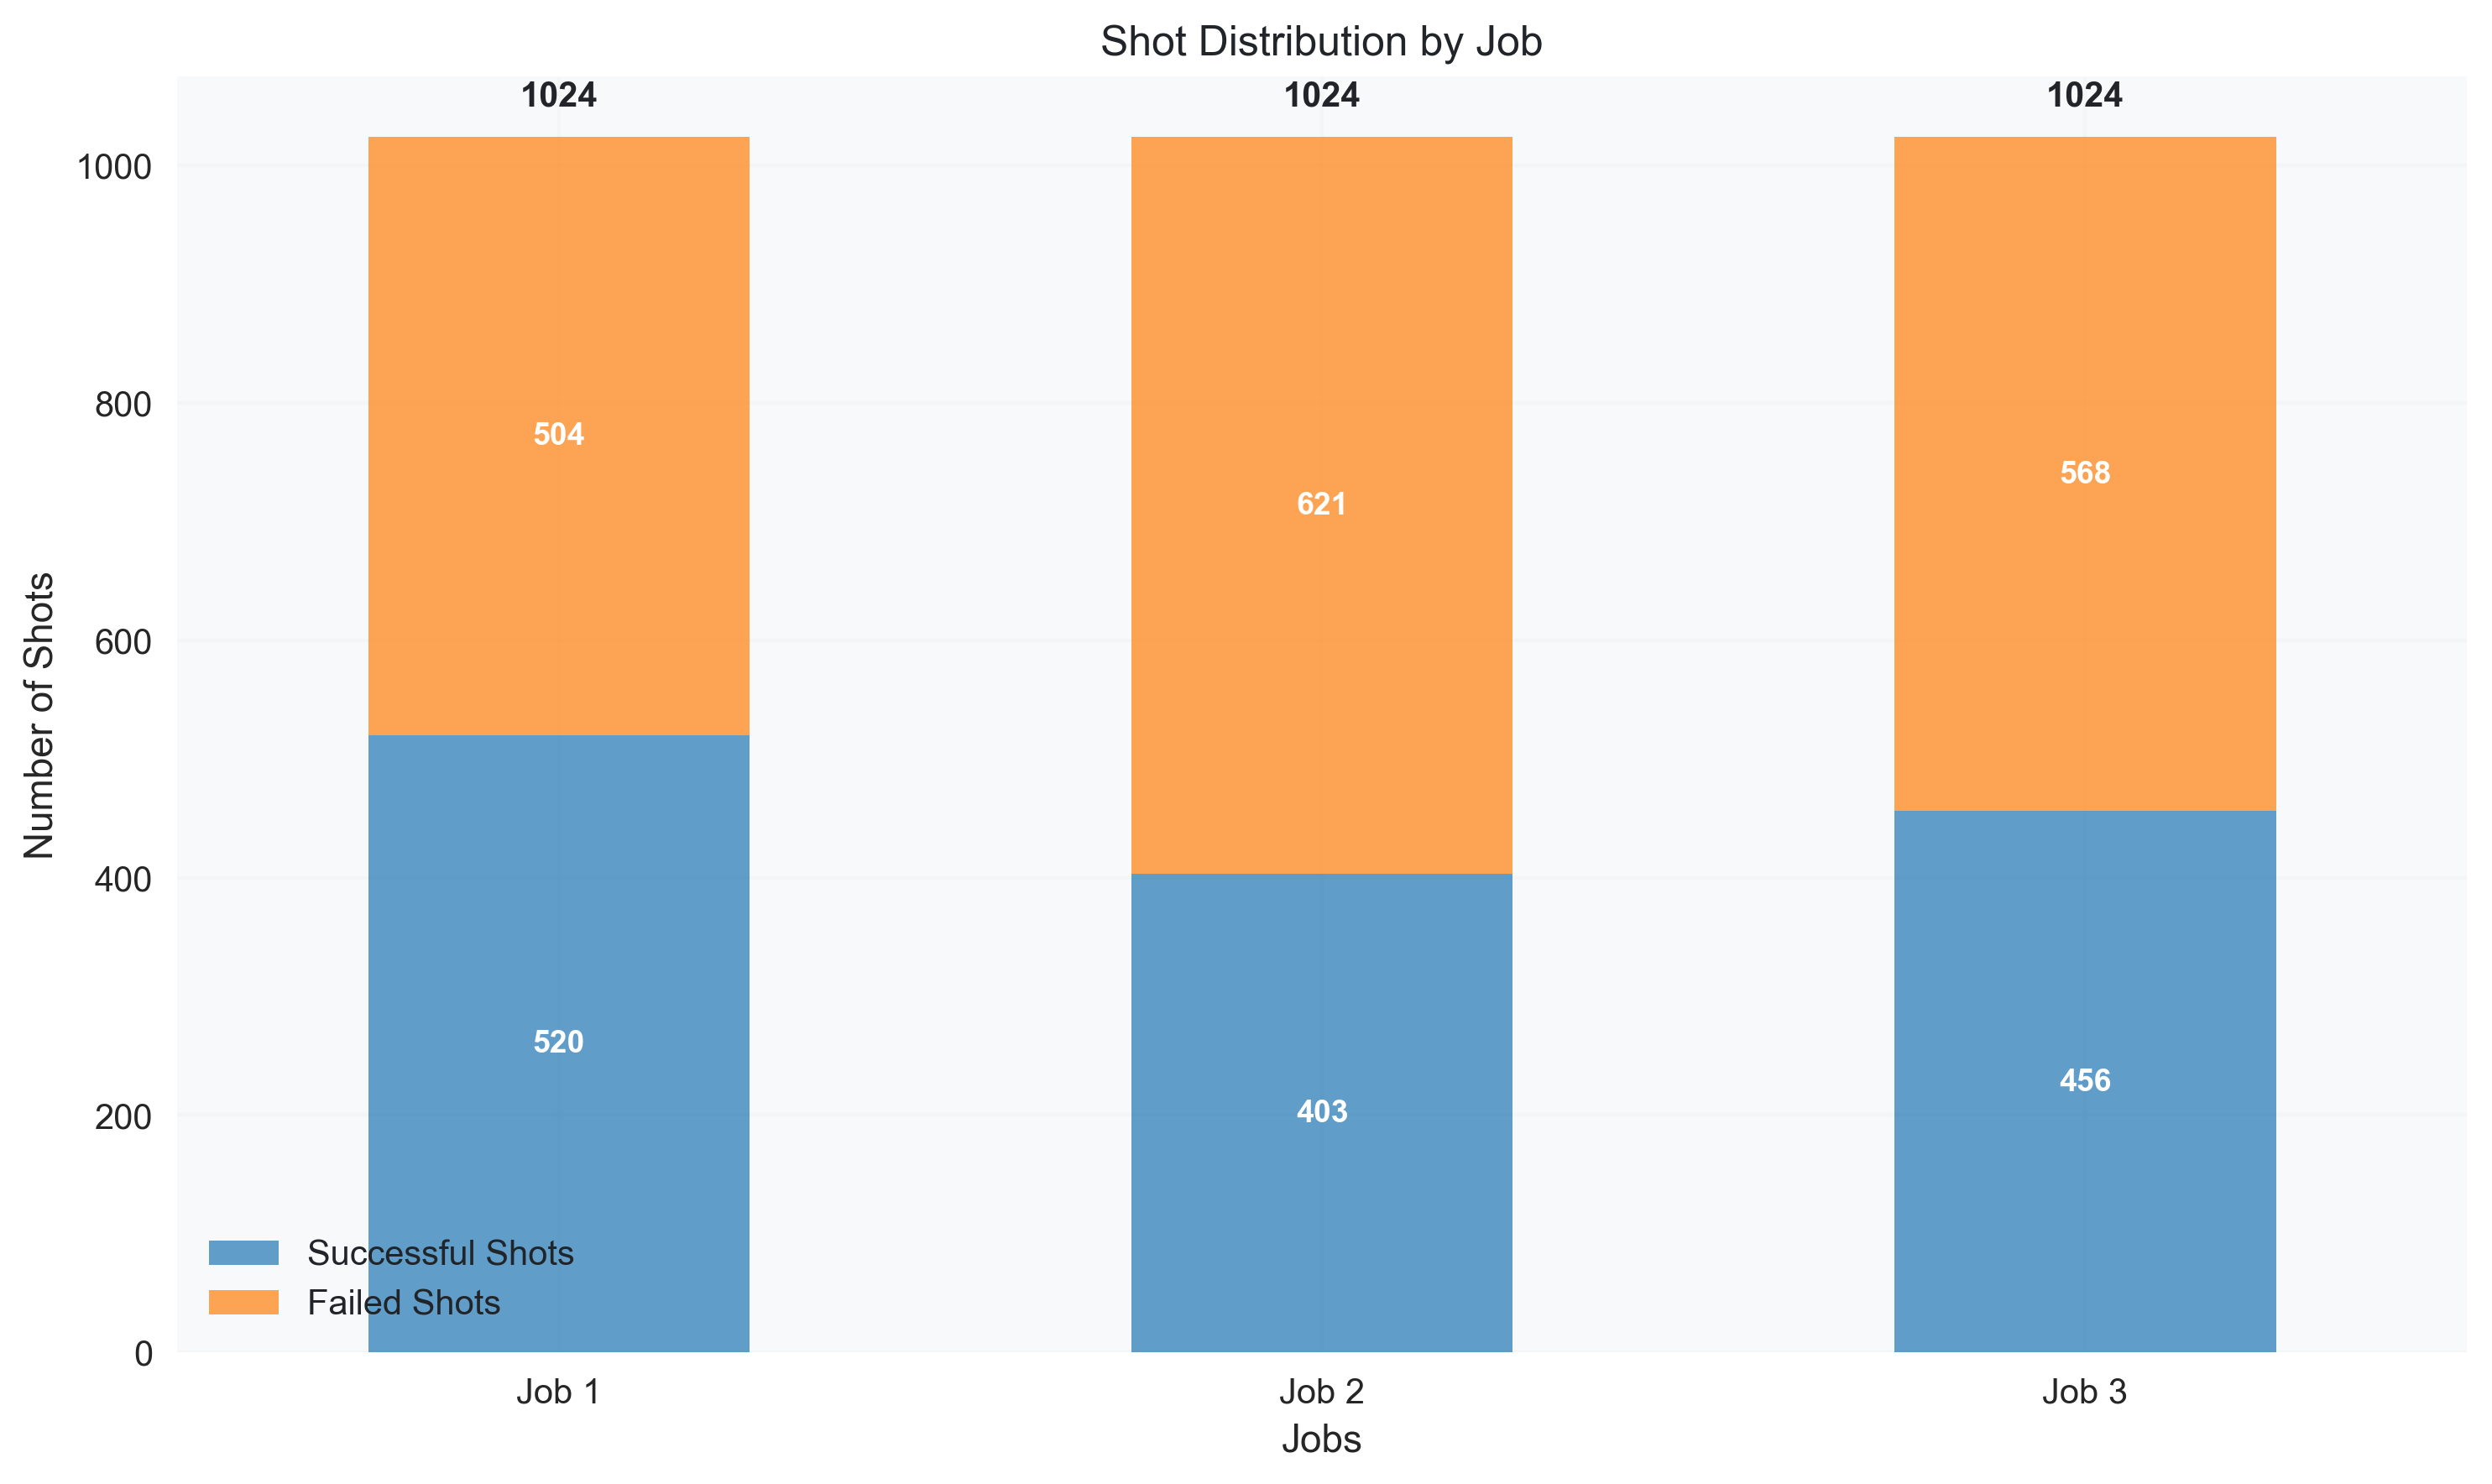 Shot Distribution by Job
1024 1024 1024
1000
800
600
400
200
0
Number of Shots
504
621
568
520
403
456
Successful Shots
Failed Shots
Job 1 Job 2 Job 3
Jobs